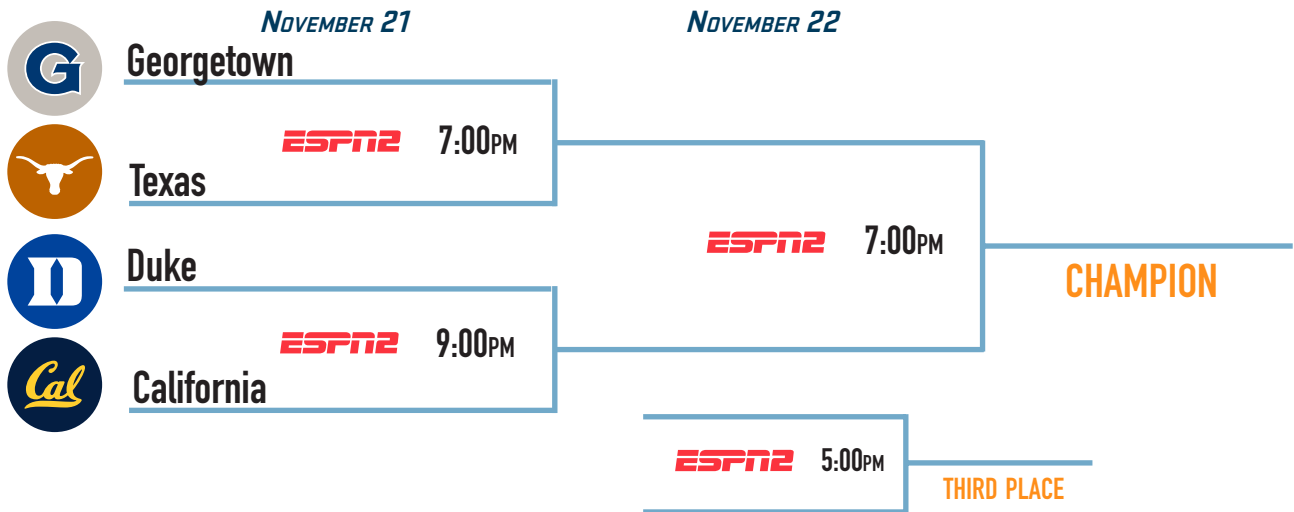 NOVEMBER 21
NOVEMBER 22
G
Georgetown
ESPN2 7:00PM
Texas
ESPN2 7:00PM
CHAMPION
D
Duke
ESPN2 9:00PM
Cal
California
ESPN2 5:00PM
THIRD PLACE